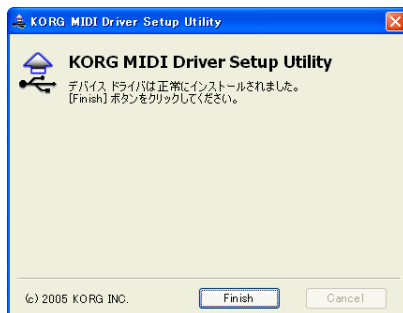 KORG MIDI Driver Setup Utility
KORG MIDI Driver Setup Utility
デバイス ドライバは正常にインストールされました。
[Finish] ボタンをクリックしてください。
(c) 2005 KORG INC.
Finish
Cancel